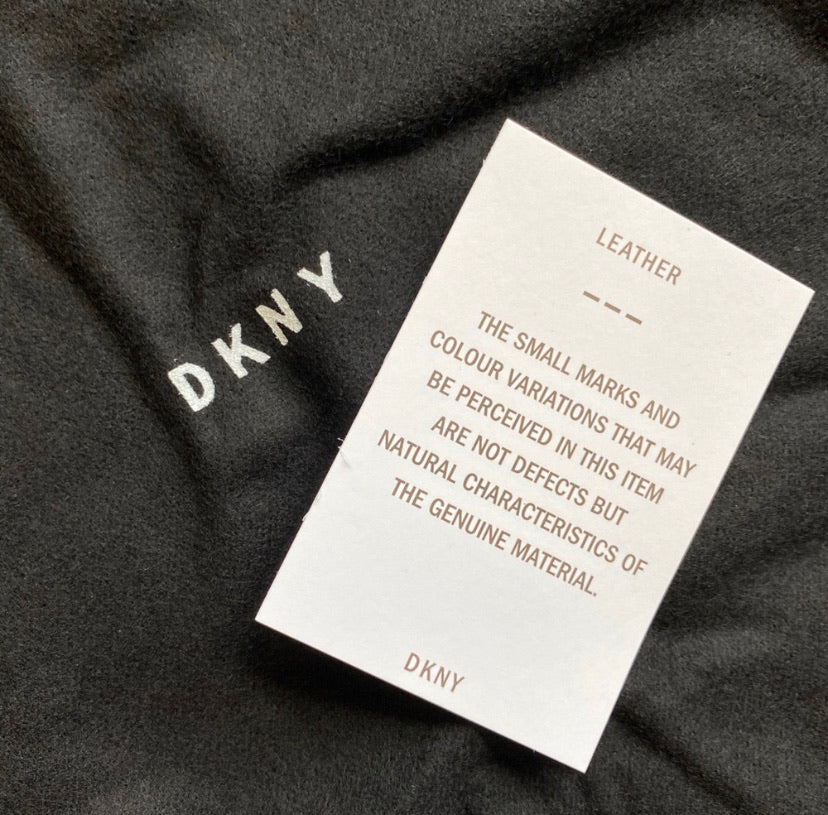 DKNY
LEATHER
---
THE SMALL MARKS AND
COLOUR VARIATIONS THAT MAY
BE PERCEIVED IN THIS ITEM
ARE NOT DEFECTS BUT
NATURAL CHARACTERISTICS OF
THE GENUINE MATERIAL.
DKNY